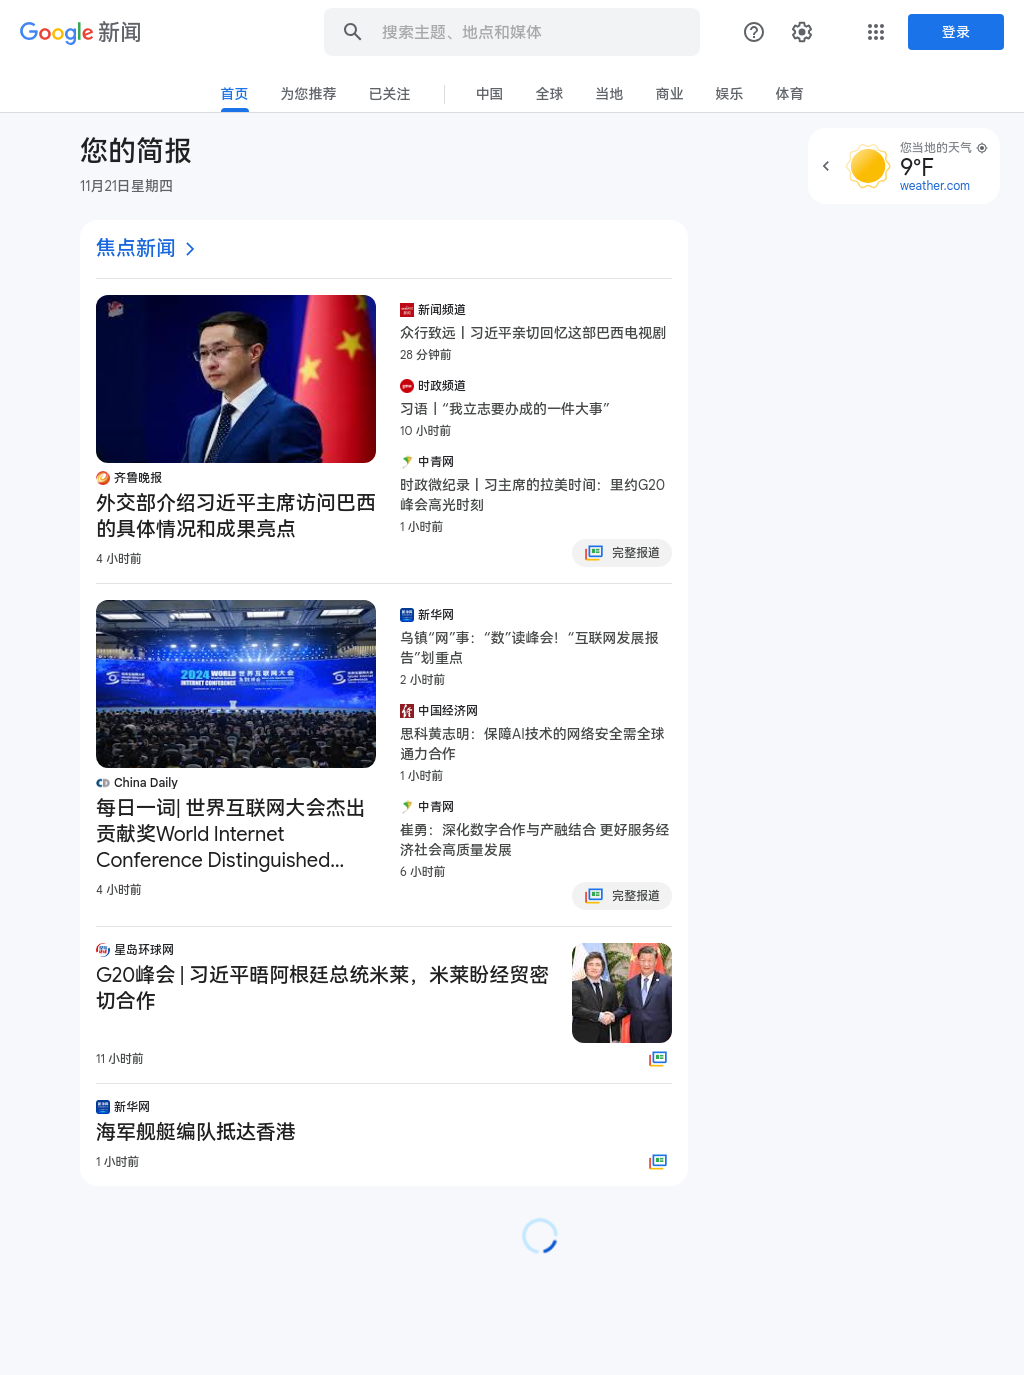 Google 新闻
搜索主题、地点和媒体
登录
首页
为您推荐
已关注
中国
全球
当地
商业
娱乐
体育
您的简报
11月21日星期四
您当地的天气
9°F
weather.com
焦点新闻
齐鲁晚报
外交部介绍习近平主席访问巴西
的具体情况和成果亮点
4 小时前
新闻频道
众行致远丨习近平亲切回忆这部巴西电视剧
28 分钟前
时政频道
习语丨“我立志要办成的一件大事”
10 小时前
中青网
时政微纪录丨习主席的拉美时间：里约G20
峰会高光时刻
1 小时前
完整报道
2024 WORLD 世界互联网大会
INTERNET CONFERENCE
China Daily
每日一词| 世界互联网大会杰出
贡献奖World Internet
Conference Distinguished...
4 小时前
新华网
乌镇“网”事：“数”读峰会！“互联网发展报
告”划重点
2 小时前
中国经济网
思科黄志明：保障AI技术的网络安全需全球
通力合作
1 小时前
中青网
崔勇：深化数字合作与产融结合 更好服务经
济社会高质量发展
6 小时前
完整报道
星岛环球网
G20峰会 | 习近平晤阿根廷总统米莱，米莱盼经贸密
切合作
11 小时前
新华网
海军舰艇编队抵达香港
1 小时前